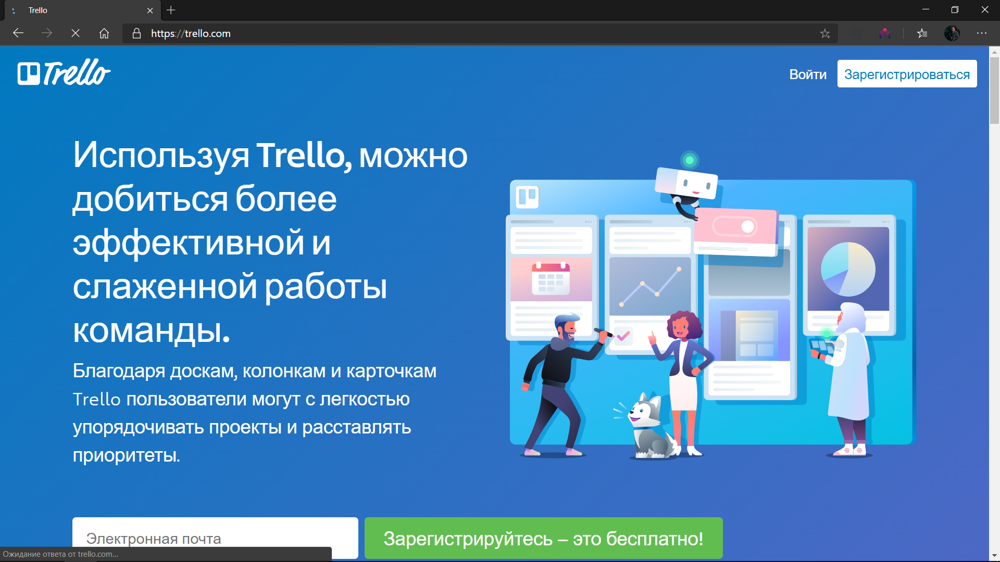 Trello
https://trello.com
Trello
Войти
Зарегистрироваться
Используя Trello, можно
добиться более
эффективной и
слаженной работы
команды.
Благодаря доскам, колонкам и карточкам
Trello пользователи могут с легкостью
упорядочивать проекты и расставлять
приоритеты.
Электронная почта
Зарегистрируйтесь – это бесплатно!
Ожидание ответа от trello.com...